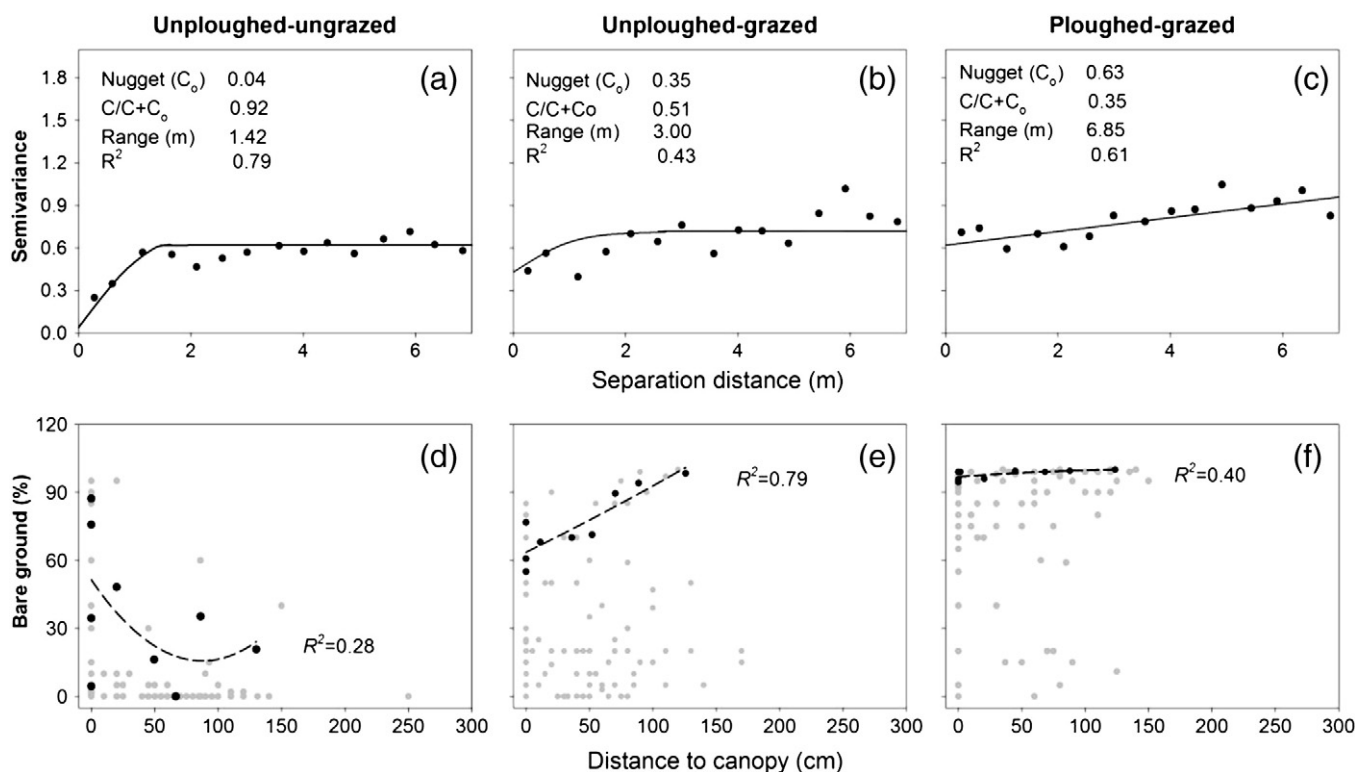 Unploughed-ungrazed Unploughed-grazed Ploughed-grazed
Semivariance
1.8
1.5
1.2
0.9
0.6
0.3
0.0
(a)
Nugget (Co) 0.04
C/C+Co 0.92
Range (m) 1.42
R2 0.79
0 2 4 6
(b)
Nugget (Co) 0.35
C/C+Co 0.51
Range (m) 3.00
R2 0.43
0 2 4 6
(c)
Nugget (Co) 0.63
C/C+Co 0.35
Range (m) 6.85
R2 0.61
0 2 4 6
Separation distance (m)
Bare ground (%)
120
90
60
30
0
(d)
R2=0.28
0 50 100 150 200 250 300
(e)
R2=0.79
0 50 100 150 200 250 300
(f)
R2=0.40
0 50 100 150 200 250 300
Distance to canopy (cm)